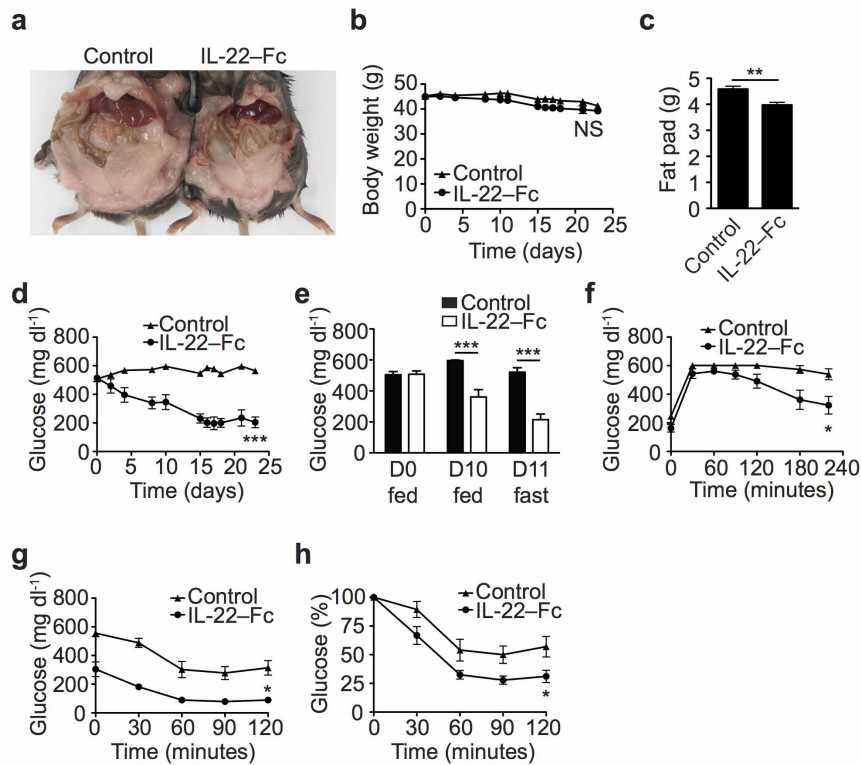 a
Control IL-22–Fc
b
Body weight (g)
50
40
30
20
10
0
Control
IL-22–Fc
NS
0 5 10 15 20 25
Time (days)
c
Fat pad (g)
5
4
3
2
1
0
**
Control
IL-22–Fc
d
Glucose (mg dl-1)
800
600
400
200
0
Control
IL-22–Fc
***
0 5 10 15 20 25
Time (days)
e
Control
IL-22–Fc
Glucose (mg dl-1)
800
600
400
200
0
*** ***
D0 D10 D11
fed fed fast
f
Glucose (mg dl-1)
800
600
400
200
0
Control
IL-22–Fc
*
0 60 120 180 240
Time (minutes)
g
Glucose (mg dl-1)
800
600
400
200
0
Control
IL-22–Fc
*
0 30 60 90 120
Time (minutes)
h
Glucose (%)
100
75
50
25
0
Control
IL-22–Fc
*
0 30 60 90 120
Time (minutes)